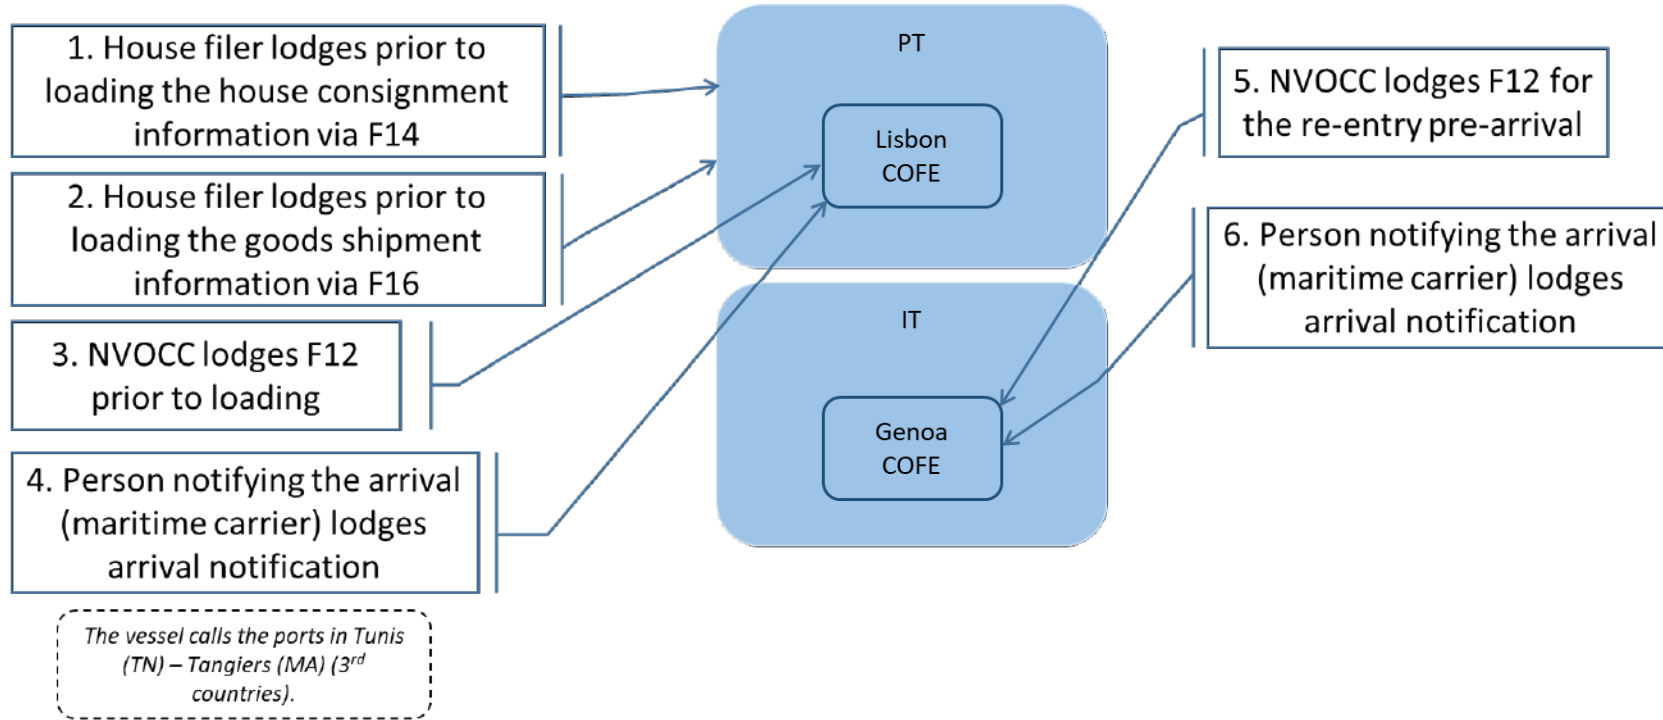 1. House filer lodges prior to
loading the house consignment
information via F14
2. House filer lodges prior to
loading the goods shipment
information via F16
3. NVOCC lodges F12
prior to loading
4. Person notifying the arrival
(maritime carrier) lodges
arrival notification
The vessel calls the ports in Tunis
(TN) – Tangiers (MA) (3rd
countries).
PT
Lisbon
COFE
IT
Genoa
COFE
5. NVOCC lodges F12 for
the re-entry pre-arrival
6. Person notifying the arrival
(maritime carrier) lodges
arrival notification